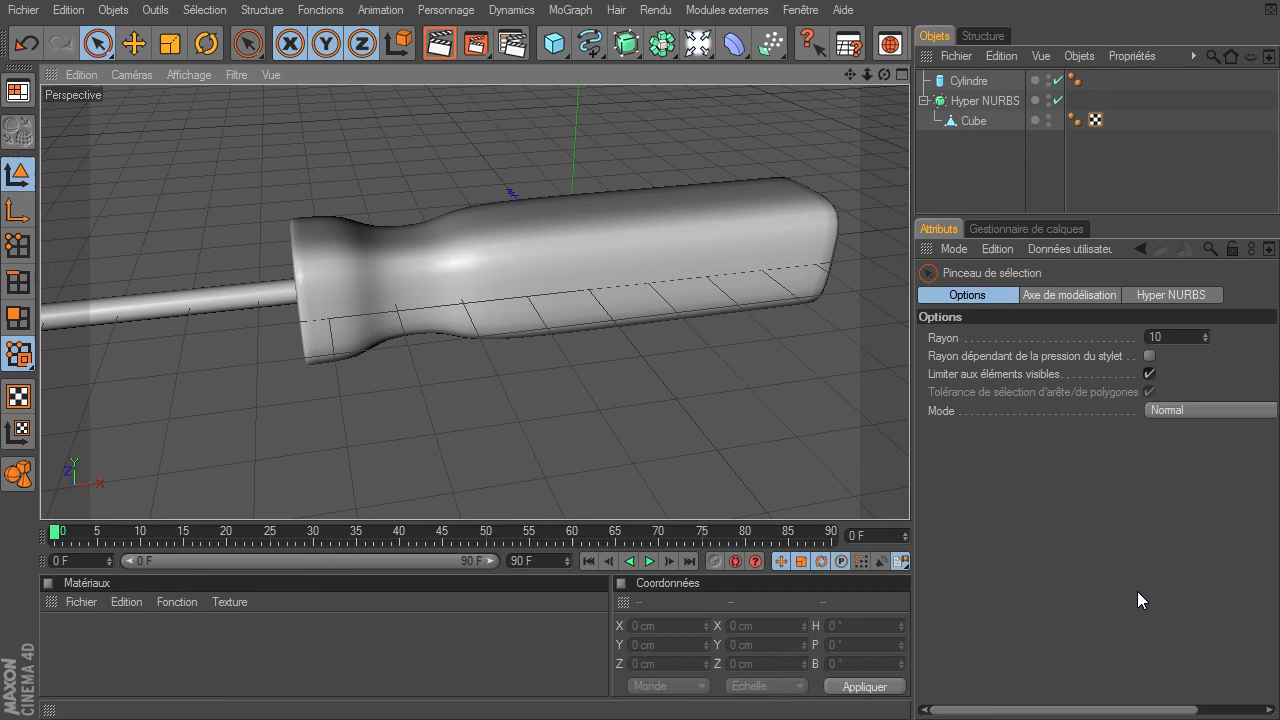 Fichier Edition Objets Outils Sélection Structure Fonctions Animation Personnage Dynamics MoGraph Hair Rendu Modules externes Fenêtre Aide
Objets Structure
Fichier Edition Vue Objets Propriétés
Edition Caméras Affichage Filtre Vue
Perspective
Cylindre
Hyper NURBS
Cube
Attributs Gestionnaire de calques
Mode Edition Données utilisateu
Pinceau de sélection
Options Axe de modélisation Hyper NURBS
Options
Rayon 10
Rayon dépendant de la pression du stylet
Limiter aux éléments visibles
Tolérance de sélection d'arête/de polygones
Mode Normal
Y
Z X
0 5 10 15 20 25 30 35 40 45 50 55 60 65 70 75 80 85 90 0 F
0 F 0 F 90 F 90 F
Matériaux
Fichier Edition Fonction Texture
Coordonnées
-- -- --
X 0 cm X 0 cm H 0 °
Y 0 cm Y 0 cm P 0 °
Z 0 cm Z 0 cm B 0 °
Monde Echelle Appliquer
MAXON
CINEMA 4D